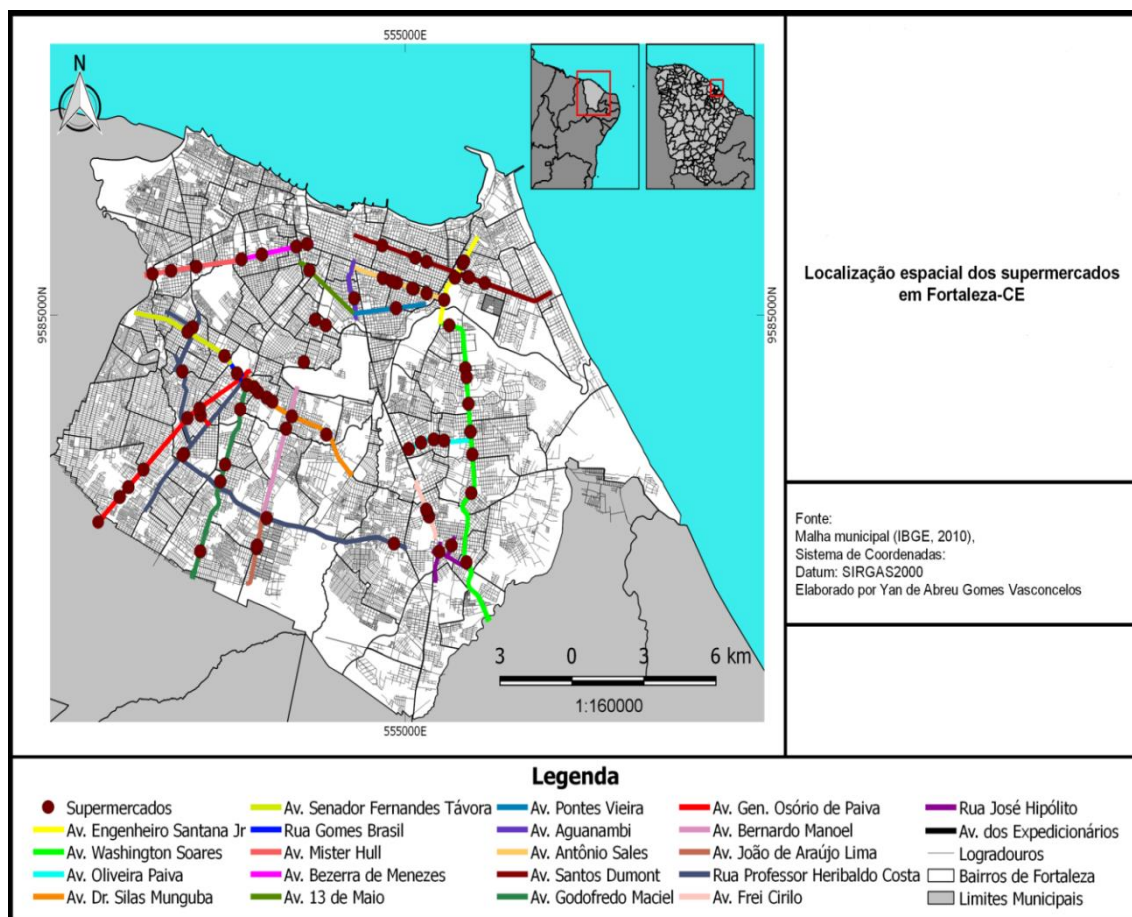 555000E
N
9585000N
9585000N
3 0 3 6 km
1:160000
555000E
Localização espacial dos supermercados
em Fortaleza-CE
Fonte:
Malha municipal (IBGE, 2010),
Sistema de Coordenadas:
Datum: SIRGAS2000
Elaborado por Yan de Abreu Gomes Vasconcelos
Legenda
Supermercados
Av. Engenheiro Santana Jr
Av. Washington Soares
Av. Oliveira Paiva
Av. Dr. Silas Munguba
Av. Senador Fernandes Távora
Rua Gomes Brasil
Av. Mister Hull
Av. Bezerra de Menezes
Av. 13 de Maio
Av. Pontes Vieira
Av. Aguanambi
Av. Antônio Sales
Av. Santos Dumont
Av. Godofredo Maciel
Av. Gen. Osório de Paiva
Av. Bernardo Manoel
Av. João de Araújo Lima
Rua Professor Heribaldo Costa
Av. Frei Cirilo
Rua José Hipólito
Av. dos Expedicionários
Logradouros
Bairros de Fortaleza
Limites Municipais